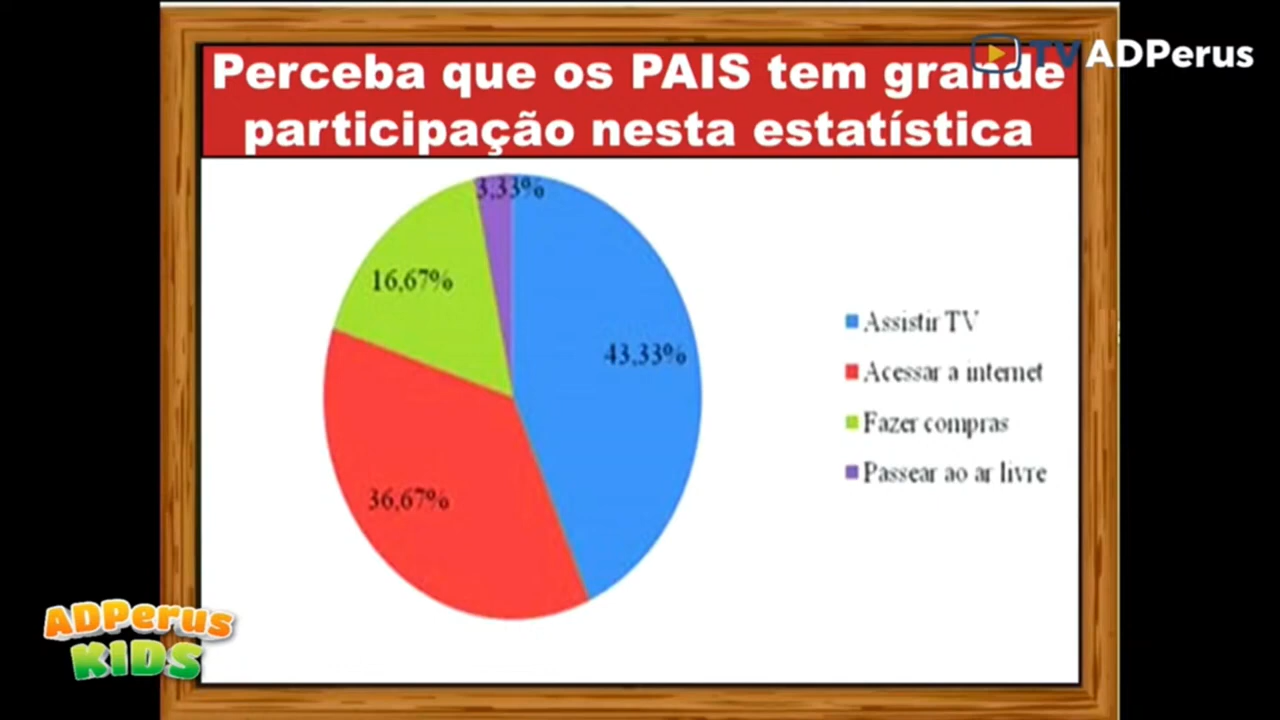 TV ADPerus
Perceba que os PAIS tem grande
participação nesta estatística
3,33%
16,67%
43,33%
36,67%
Assistir TV
Acessar a internet
Fazer compras
Passear ao ar livre
ADPerus
KIDS